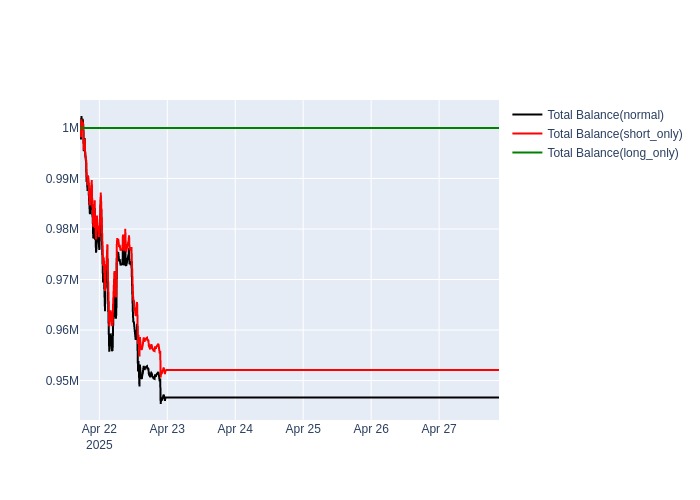 Total Balance(normal)
Total Balance(short_only)
Total Balance(long_only)
1M
0.99M
0.98M
0.97M
0.96M
0.95M
Apr 22 Apr 23 Apr 24 Apr 25 Apr 26 Apr 27
2025